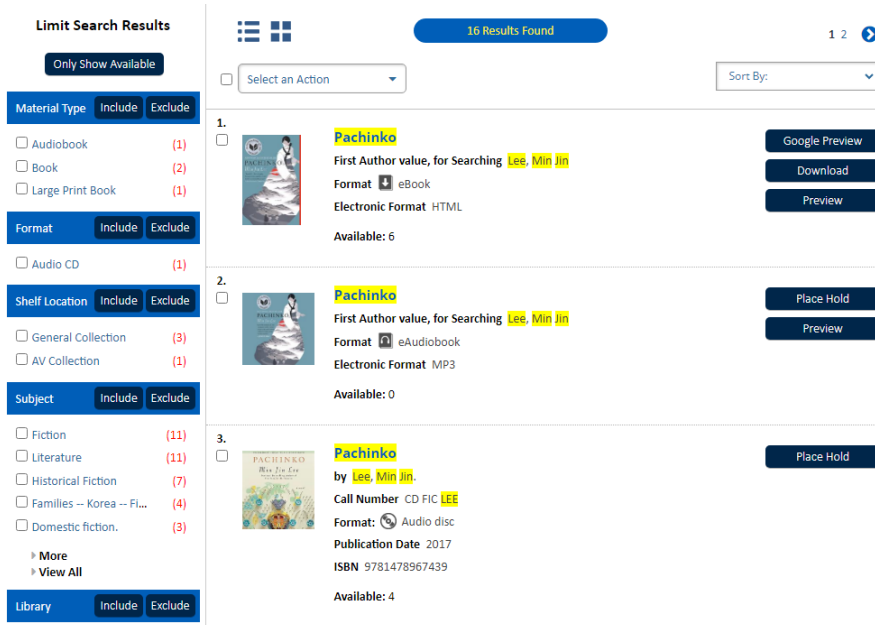 Limit Search Results
Only Show Available
Material Type Include Exclude
Audiobook (1)
Book (2)
Large Print Book (1)
Format Include Exclude
Audio CD (1)
Shelf Location Include Exclude
General Collection (3)
AV Collection (1)
Subject Include Exclude
Fiction (11)
Literature (11)
Historical Fiction (7)
Families -- Korea -- Fi... (4)
Domestic fiction. (3)
More
View All
Library Include Exclude
16 Results Found
1 2
Select an Action
Sort By:
1.
PACHINKO
Pachinko
First Author value, for Searching Lee, Min Jin
Format eBook
Electronic Format HTML
Available: 6
Google Preview
Download
Preview
2.
PACHINKO
Pachinko
First Author value, for Searching Lee, Min Jin
Format eAudiobook
Electronic Format MP3
Available: 0
Place Hold
Preview
3.
PACHINKO
Min Jin Lee
Pachinko
by Lee, Min Jin.
Call Number CD FIC LEE
Format: Audio disc
Publication Date 2017
ISBN 9781478967439
Available: 4
Place Hold